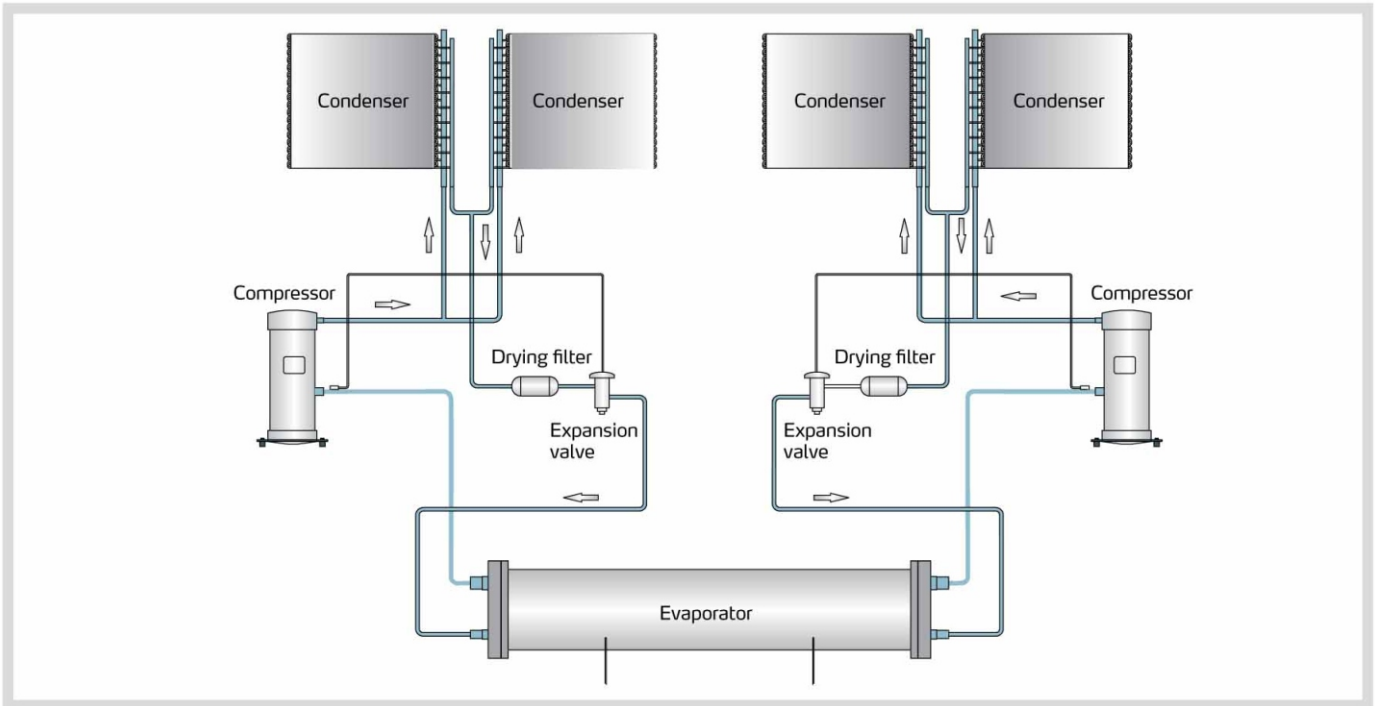 Condenser
Condenser
Condenser
Condenser
Compressor
Compressor
Drying filter
Drying filter
Expansion
valve
Expansion
valve
Evaporator